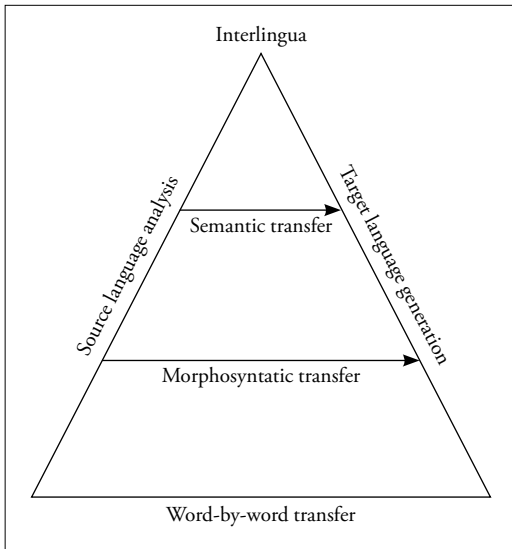 Interlingua
Source language analysis
Target language generation
Semantic transfer
Morphosyntatic transfer
Word-by-word transfer